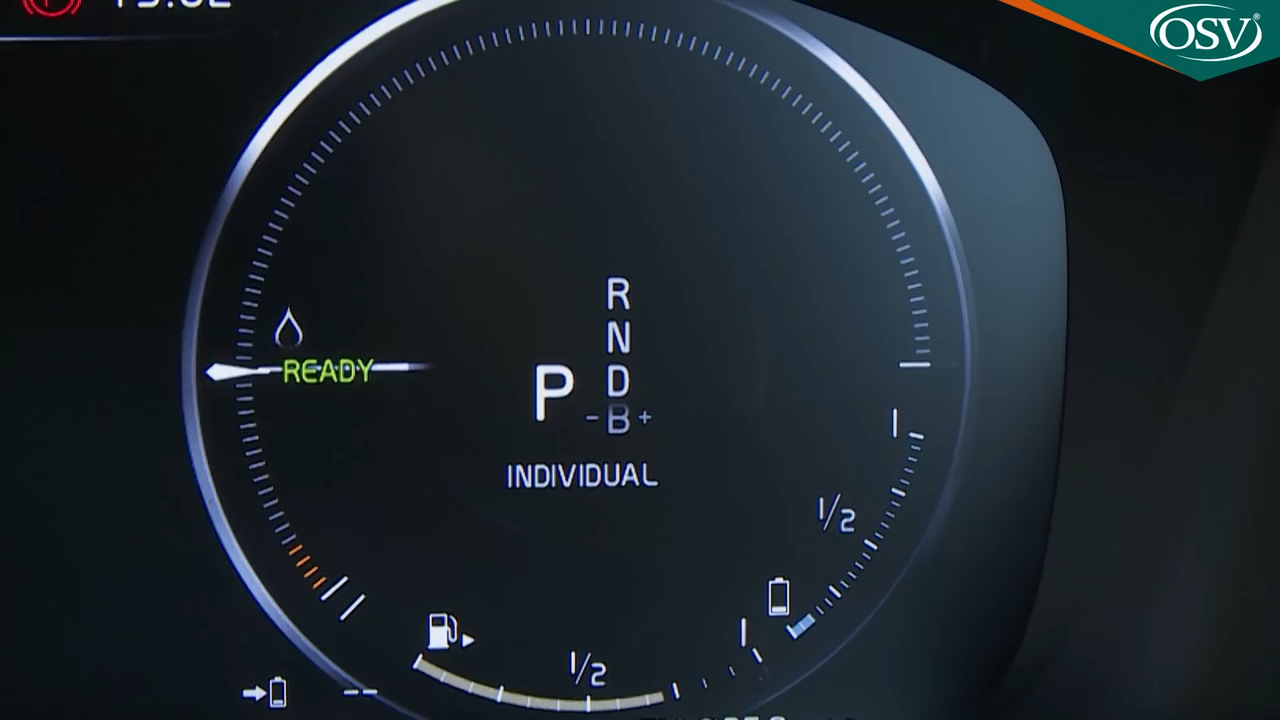 OSV
R
N
D
READY
P
- B +
INDIVIDUAL
1/2
1/2
--